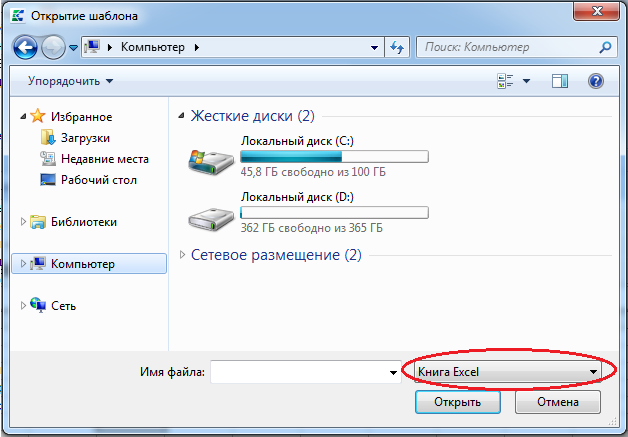 Открытие шаблона
Компьютер
Поиск: Компьютер
Упорядочить
Избранное
Загрузки
Недавние места
Рабочий стол
Библиотеки
Компьютер
Сеть
Жесткие диски (2)
Локальный диск (C:)
45,8 ГБ свободно из 100 ГБ
Локальный диск (D:)
362 ГБ свободно из 365 ГБ
Сетевое размещение (2)
Имя файла:
Книга Excel
Открыть
Отмена